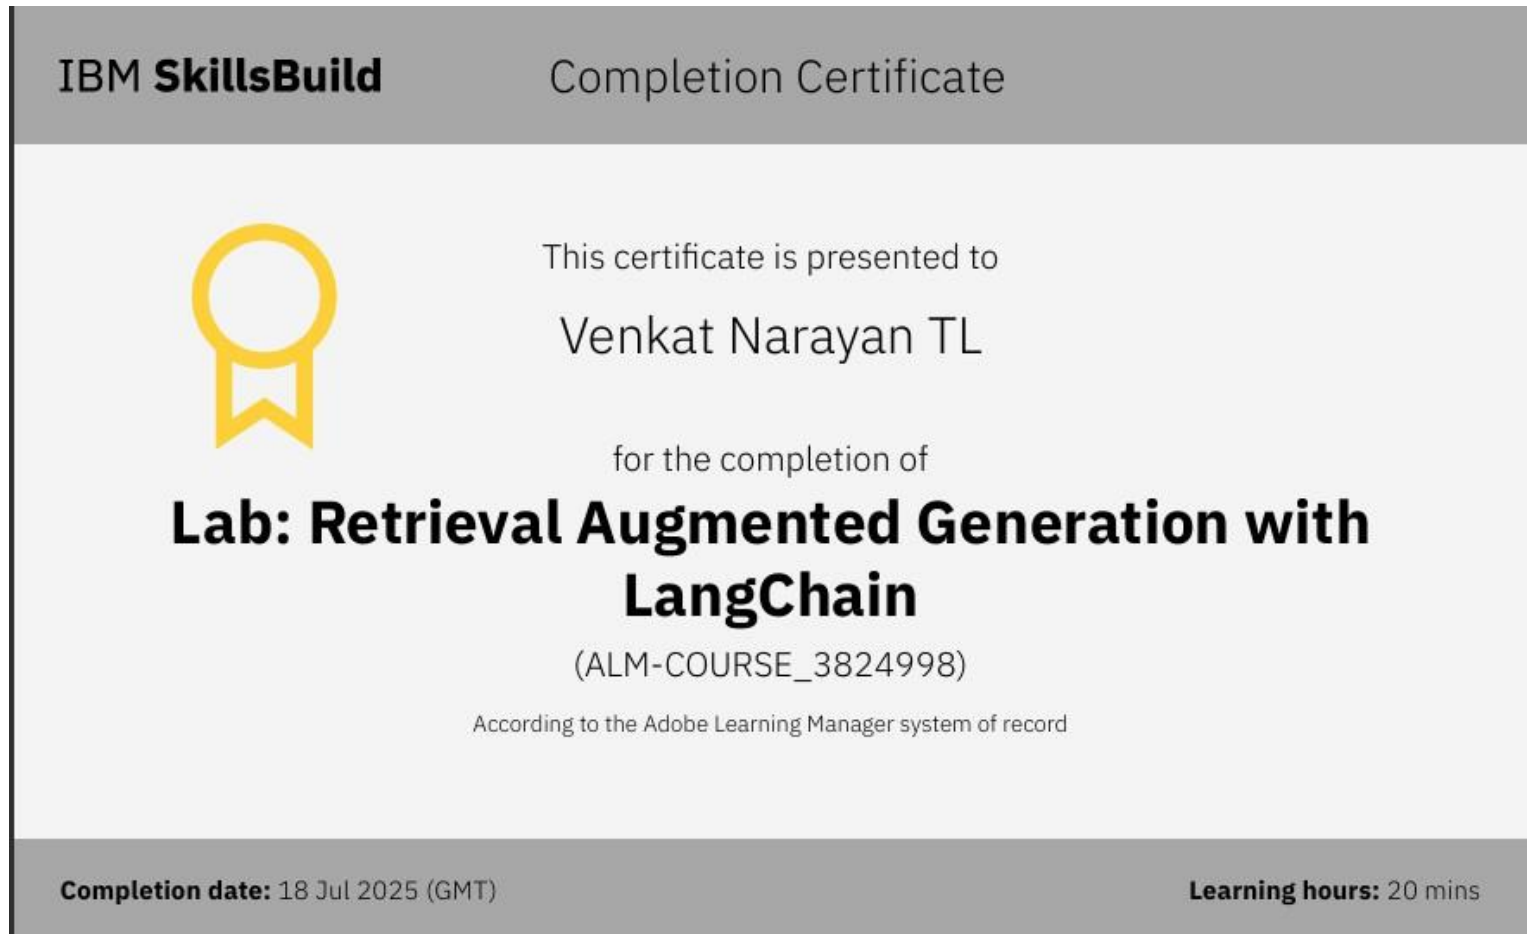 IBM SkillsBuild
Completion Certificate
This certificate is presented to
Venkat Narayan TL
for the completion of
Lab: Retrieval Augmented Generation with
LangChain
(ALM-COURSE_3824998)
According to the Adobe Learning Manager system of record
Completion date: 18 Jul 2025 (GMT)
Learning hours: 20 mins